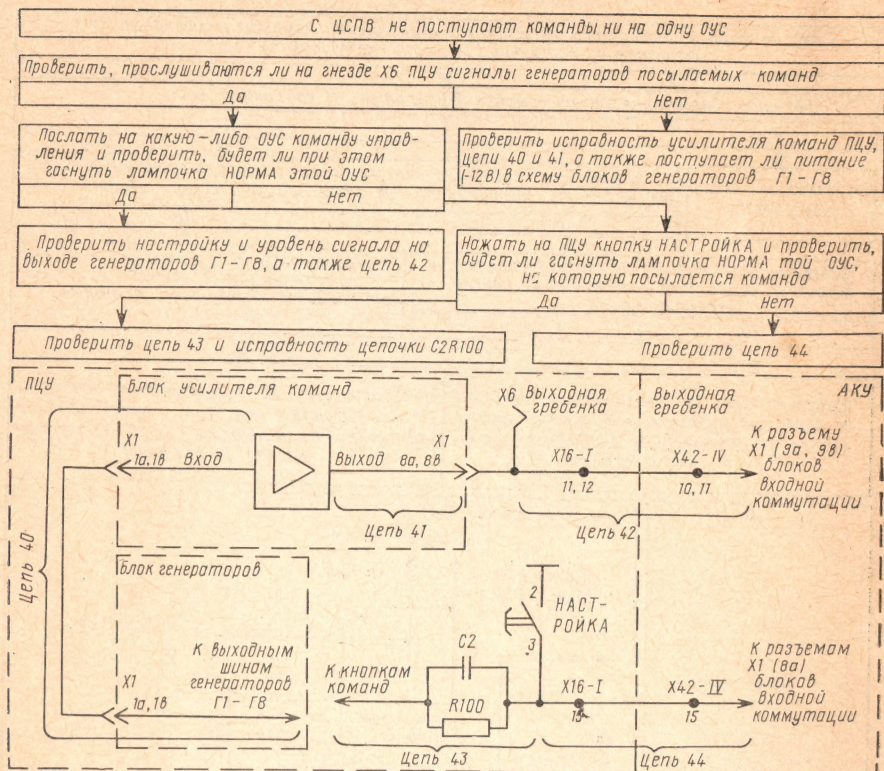 С ЦСПВ не поступают команды ни на одну ОУС
Проверить, прослушиваются ли на гнезде Х6 ПЦУ сигналы генераторов посылаемых команд
Да
Нет
Послать на какую-либо ОУС команду управ-
ления и проверить, будет ли при этом
гаснуть лампочка НОРМА этой ОУС
Да
Нет
Проверить исправность усилителя команд ПЦУ,
цепи 40 и 41, а также поступает ли питание
(-12 В) в схему блоков генераторов Г1-Г8
Проверить настройку и уровень сигнала на
выходе генераторов Г1-Г8, а также цепь 42
Нажать на ПЦУ кнопку НАСТРОЙКА и проверить,
будет ли гаснуть лампочка НОРМА той ОУС,
на которую посылается команда
Да
Нет
Проверить цепь 43 и исправность цепочки С2R100
Проверить цепь 44
ПЦУ
Блок усилителя команд
Х6
Выходная
гребенка
Выходная
гребенка
АКУ
Х1
1а,1в
Вход
Выход
Х1
8а, 8в
Х16-I
11, 12
Х42-IV
10, 11
К разъему
Х1 (9а, 9в)
блоков
входной
коммутации
Цепь 41
Цепь 42
Цепь 40
Блок генераторов
Х1
1а,1в
К выходным
шинам
генераторов
Г1-Г8
К кнопкам
команд
С2
R100
2
3
НАСТ-
РОЙКА
Х16-I
15
Х42-IV
15
К разъемам
Х1 (8а)
блоков
входной
коммутации
Цепь 43
Цепь 44